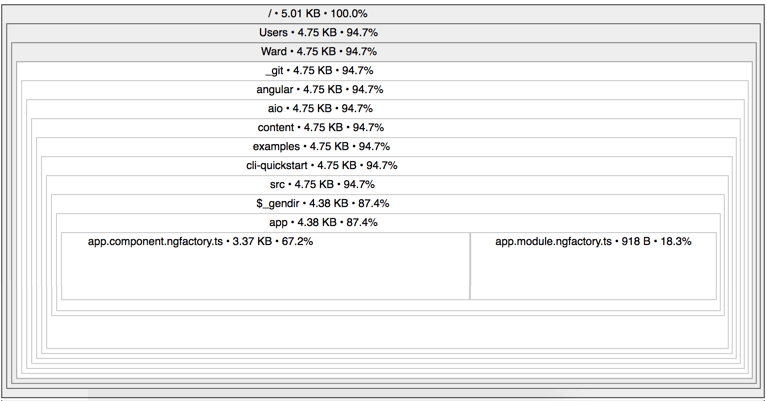 / • 5.01 KB • 100.0%
Users • 4.75 KB • 94.7%
Ward • 4.75 KB • 94.7%
_git • 4.75 KB • 94.7%
angular • 4.75 KB • 94.7%
aio • 4.75 KB • 94.7%
content • 4.75 KB • 94.7%
examples • 4.75 KB • 94.7%
cli-quickstart • 4.75 KB • 94.7%
src • 4.75 KB • 94.7%
$_gendir • 4.38 KB • 87.4%
app • 4.38 KB • 87.4%
app.component.ngfactory.ts • 3.37 KB • 67.2%
app.module.ngfactory.ts • 918 B • 18.3%